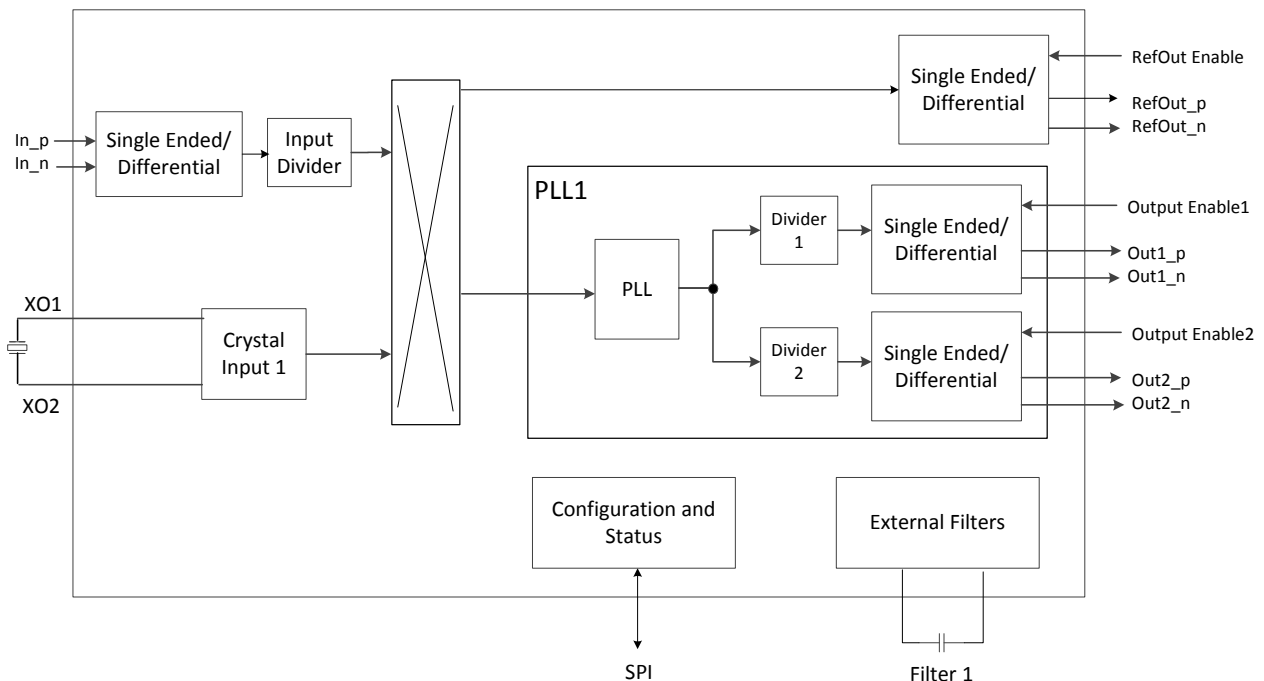 In_p
In_n
Single Ended/
Differential
Input
Divider
XO1
XO2
Crystal
Input 1
Single Ended/
Differential
RefOut Enable
RefOut_p
RefOut_n
PLL1
PLL
Divider
1
Single Ended/
Differential
Output Enable1
Out1_p
Out1_n
Divider
2
Single Ended/
Differential
Output Enable2
Out2_p
Out2_n
Configuration and
Status
SPI
External Filters
Filter 1